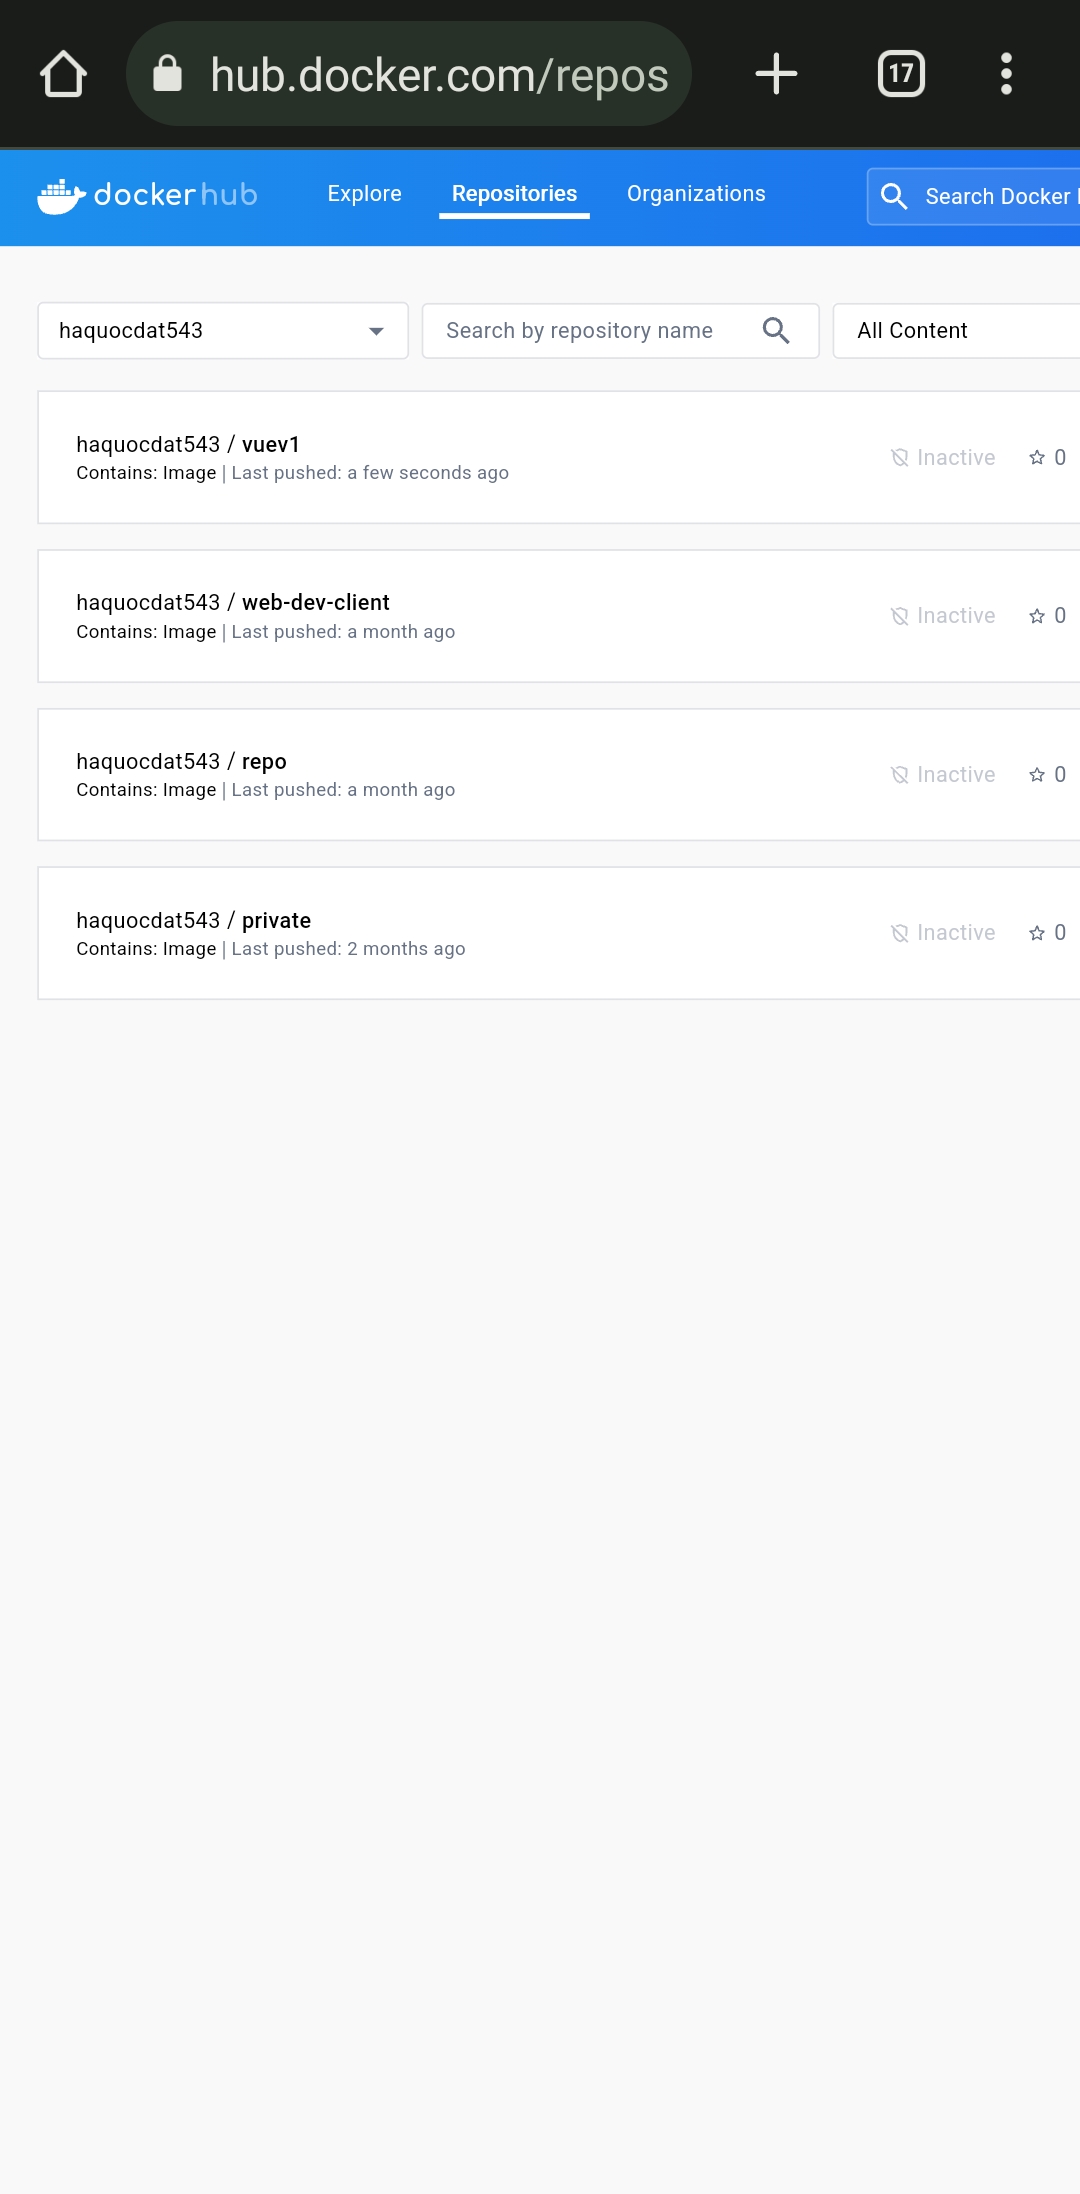 hub.docker.com/repos 17
docker hub Explore Repositories Organizations Search Docker
haquocdat543 Search by repository name All Content
haquocdat543 / vuev1
Contains: Image | Last pushed: a few seconds ago
Inactive 0
haquocdat543 / web-dev-client
Contains: Image | Last pushed: a month ago
Inactive 0
haquocdat543 / repo
Contains: Image | Last pushed: a month ago
Inactive 0
haquocdat543 / private
Contains: Image | Last pushed: 2 months ago
Inactive 0